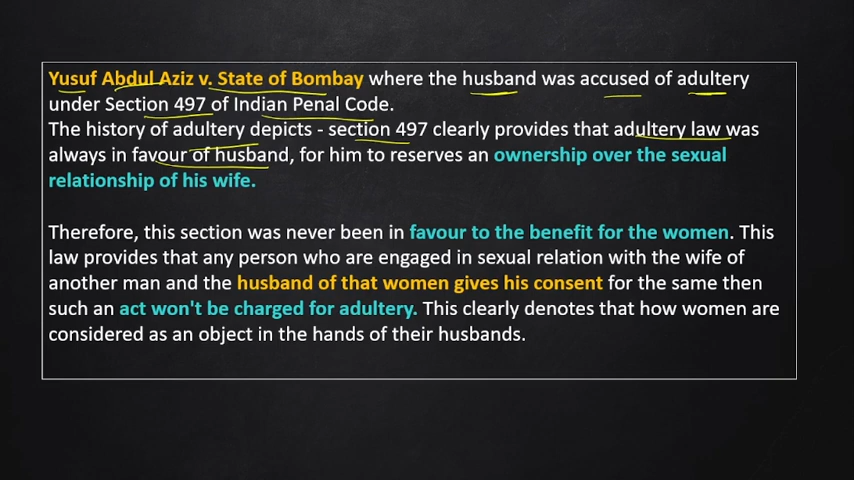 Yusuf Abdul Aziz v. State of Bombay where the husband was accused of adultery
under Section 497 of Indian Penal Code.
The history of adultery depicts - section 497 clearly provides that adultery law was
always in favour of husband, for him to reserves an ownership over the sexual
relationship of his wife.
Therefore, this section was never been in favour to the benefit for the women. This
law provides that any person who are engaged in sexual relation with the wife of
another man and the husband of that women gives his consent for the same then
such an act won't be charged for adultery. This clearly denotes that how women are
considered as an object in the hands of their husbands.